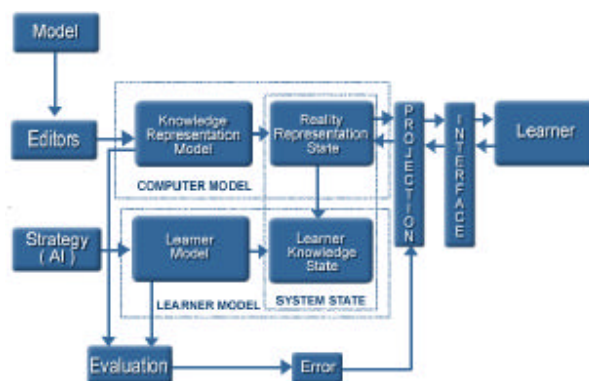 Model
Editors
Knowledge
Representation
Model
Reality
Representation
State
COMPUTER MODEL
PROJECTION
INTERFACE
Learner
Strategy
( AI )
Learner
Model
Learner
Knowledge
State
LEARNER MODEL
SYSTEM STATE
Evaluation
Error